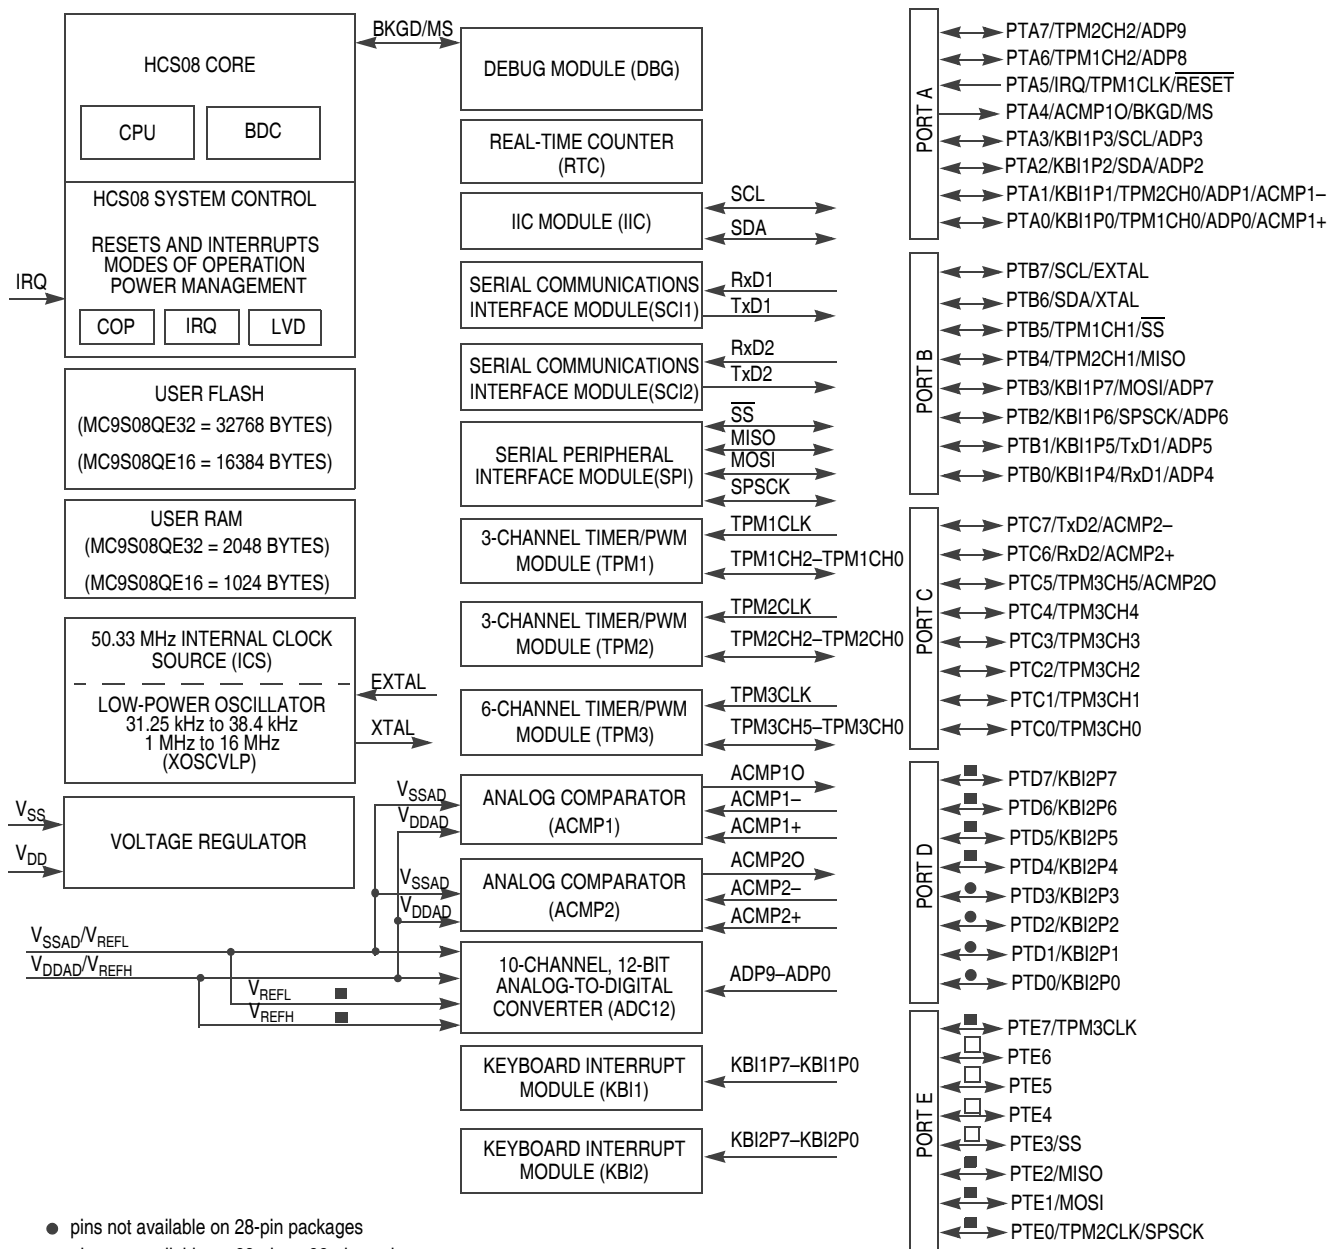 HCS08 CORE
CPU
BDC
HCS08 SYSTEM CONTROL
RESETS AND INTERRUPTS
MODES OF OPERATION
POWER MANAGEMENT
COP
IRQ
LVD
IRQ
USER FLASH
(MC9S08QE32 = 32768 BYTES)
(MC9S08QE16 = 16384 BYTES)
USER RAM
(MC9S08QE32 = 2048 BYTES)
(MC9S08QE16 = 1024 BYTES)
50.33 MHz INTERNAL CLOCK
SOURCE (ICS)
LOW-POWER OSCILLATOR
31.25 kHz to 38.4 kHz
1 MHz to 16 MHz
(XOSCVLP)
EXTAL
XTAL
VSS
VDD
VOLTAGE REGULATOR
VSSAD/VREFL
VDDAD/VREFH
BKGD/MS
DEBUG MODULE (DBG)
REAL-TIME COUNTER
(RTC)
IIC MODULE (IIC)
SCL
SDA
SERIAL COMMUNICATIONS
INTERFACE MODULE(SCI1)
RxD1
TxD1
SERIAL COMMUNICATIONS
INTERFACE MODULE(SCI2)
RxD2
TxD2
SERIAL PERIPHERAL
INTERFACE MODULE(SPI)
SS
MISO
MOSI
SPSCK
3-CHANNEL TIMER/PWM
MODULE (TPM1)
TPM1CLK
TPM1CH2–TPM1CH0
3-CHANNEL TIMER/PWM
MODULE (TPM2)
TPM2CLK
TPM2CH2–TPM2CH0
6-CHANNEL TIMER/PWM
MODULE (TPM3)
TPM3CLK
TPM3CH5–TPM3CH0
VSSAD
VDDAD
ANALOG COMPARATOR
(ACMP1)
ACMP1O
ACMP1–
ACMP1+
VSSAD
VDDAD
ANALOG COMPARATOR
(ACMP2)
ACMP2O
ACMP2–
ACMP2+
VREFL
VREFH
10-CHANNEL, 12-BIT
ANALOG-TO-DIGITAL
CONVERTER (ADC12)
ADP9–ADP0
KEYBOARD INTERRUPT
MODULE (KBI1)
KBI1P7–KBI1P0
KEYBOARD INTERRUPT
MODULE (KBI2)
KBI2P7–KBI2P0
PORT A
PTA7/TPM2CH2/ADP9
PTA6/TPM1CH2/ADP8
PTA5/IRQ/TPM1CLK/RESET
PTA4/ACMP1O/BKGD/MS
PTA3/KBI1P3/SCL/ADP3
PTA2/KBI1P2/SDA/ADP2
PTA1/KBI1P1/TPM2CH0/ADP1/ACMP1–
PTA0/KBI1P0/TPM1CH0/ADP0/ACMP1+
PORT B
PTB7/SCL/EXTAL
PTB6/SDA/XTAL
PTB5/TPM1CH1/SS
PTB4/TPM2CH1/MISO
PTB3/KBI1P7/MOSI/ADP7
PTB2/KBI1P6/SPSCK/ADP6
PTB1/KBI1P5/TxD1/ADP5
PTB0/KBI1P4/RxD1/ADP4
PORT C
PTC7/TxD2/ACMP2–
PTC6/RxD2/ACMP2+
PTC5/TPM3CH5/ACMP2O
PTC4/TPM3CH4
PTC3/TPM3CH3
PTC2/TPM3CH2
PTC1/TPM3CH1
PTC0/TPM3CH0
PORT D
PTD7/KBI2P7
PTD6/KBI2P6
PTD5/KBI2P5
PTD4/KBI2P4
PTD3/KBI2P3
PTD2/KBI2P2
PTD1/KBI2P1
PTD0/KBI2P0
PORT E
PTE7/TPM3CLK
PTE6
PTE5
PTE4
PTE3/SS
PTE2/MISO
PTE1/MOSI
PTE0/TPM2CLK/SPSCK
pins not available on 28-pin packages